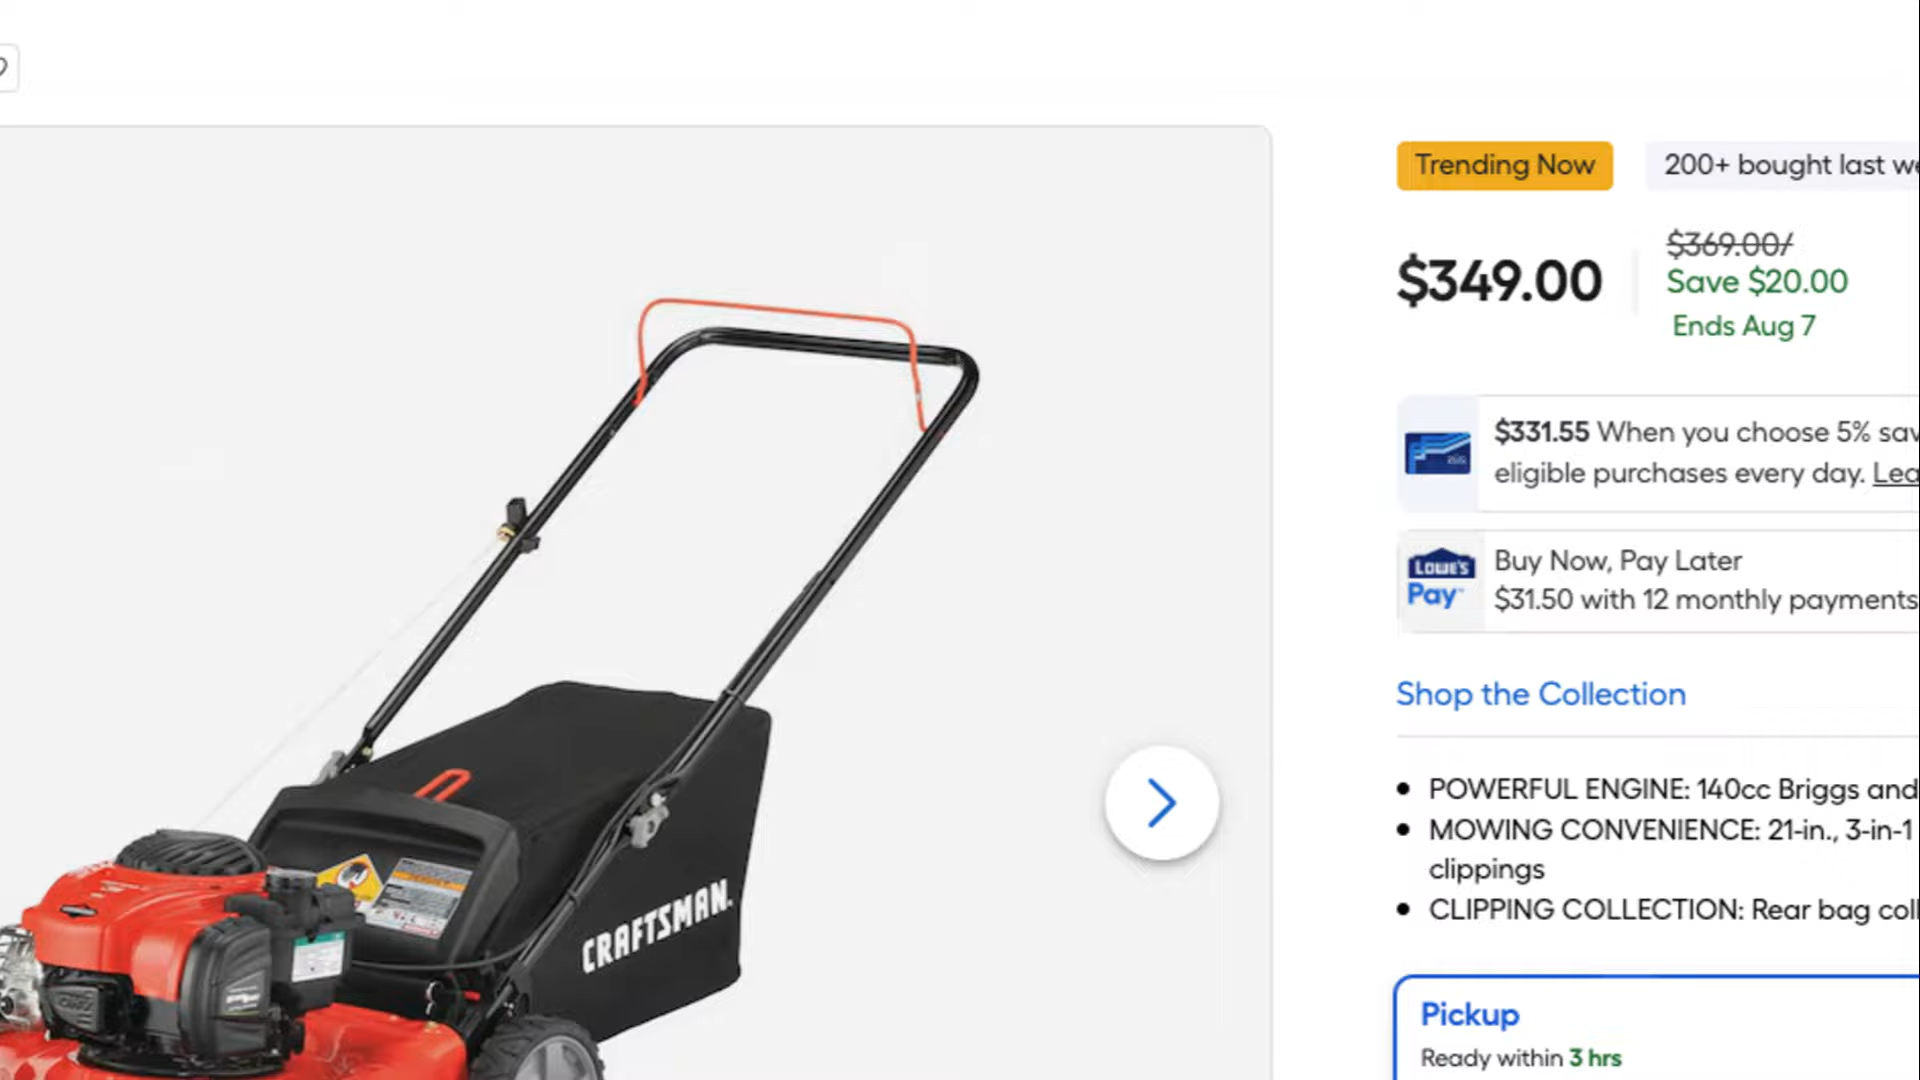 Trending Now
200+ bought last we
$349.00
$369.00/
Save $20.00
Ends Aug 7
$331.55 When you choose 5% sav
eligible purchases every day. Lea
LOWE'S
Pay
Buy Now, Pay Later
$31.50 with 12 monthly payments
Shop the Collection
• POWERFUL ENGINE: 140cc Briggs and
• MOWING CONVENIENCE: 21-in., 3-in-1
clippings
• CLIPPING COLLECTION: Rear bag coll
CRAFTSMAN.
Pickup
Ready within 3 hrs